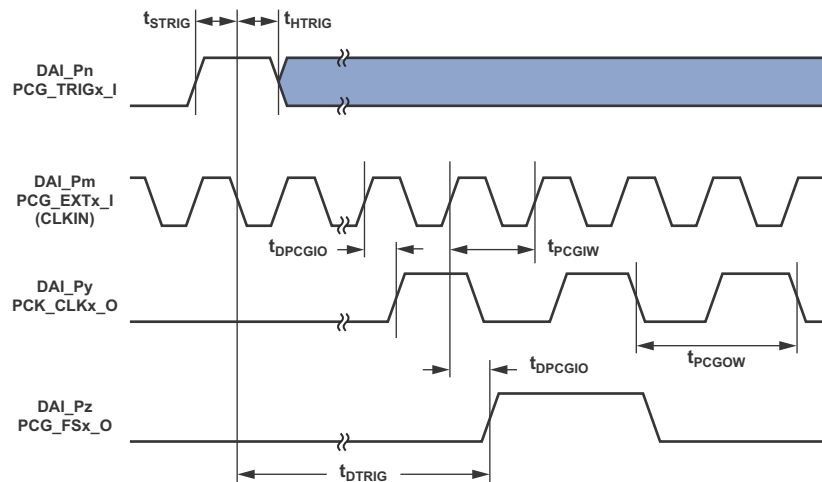 tSTRIG
tHTRIG
DAI_Pn
PCG_TRIGx_I
DAI_Pm
PCG_EXTx_I
(CLKIN)
tDPCGIO
tPCGIW
DAI_Py
PCK_CLKx_O
tDPCGIO
tPCGOW
DAI_Pz
PCG_FSx_O
tDTRIG